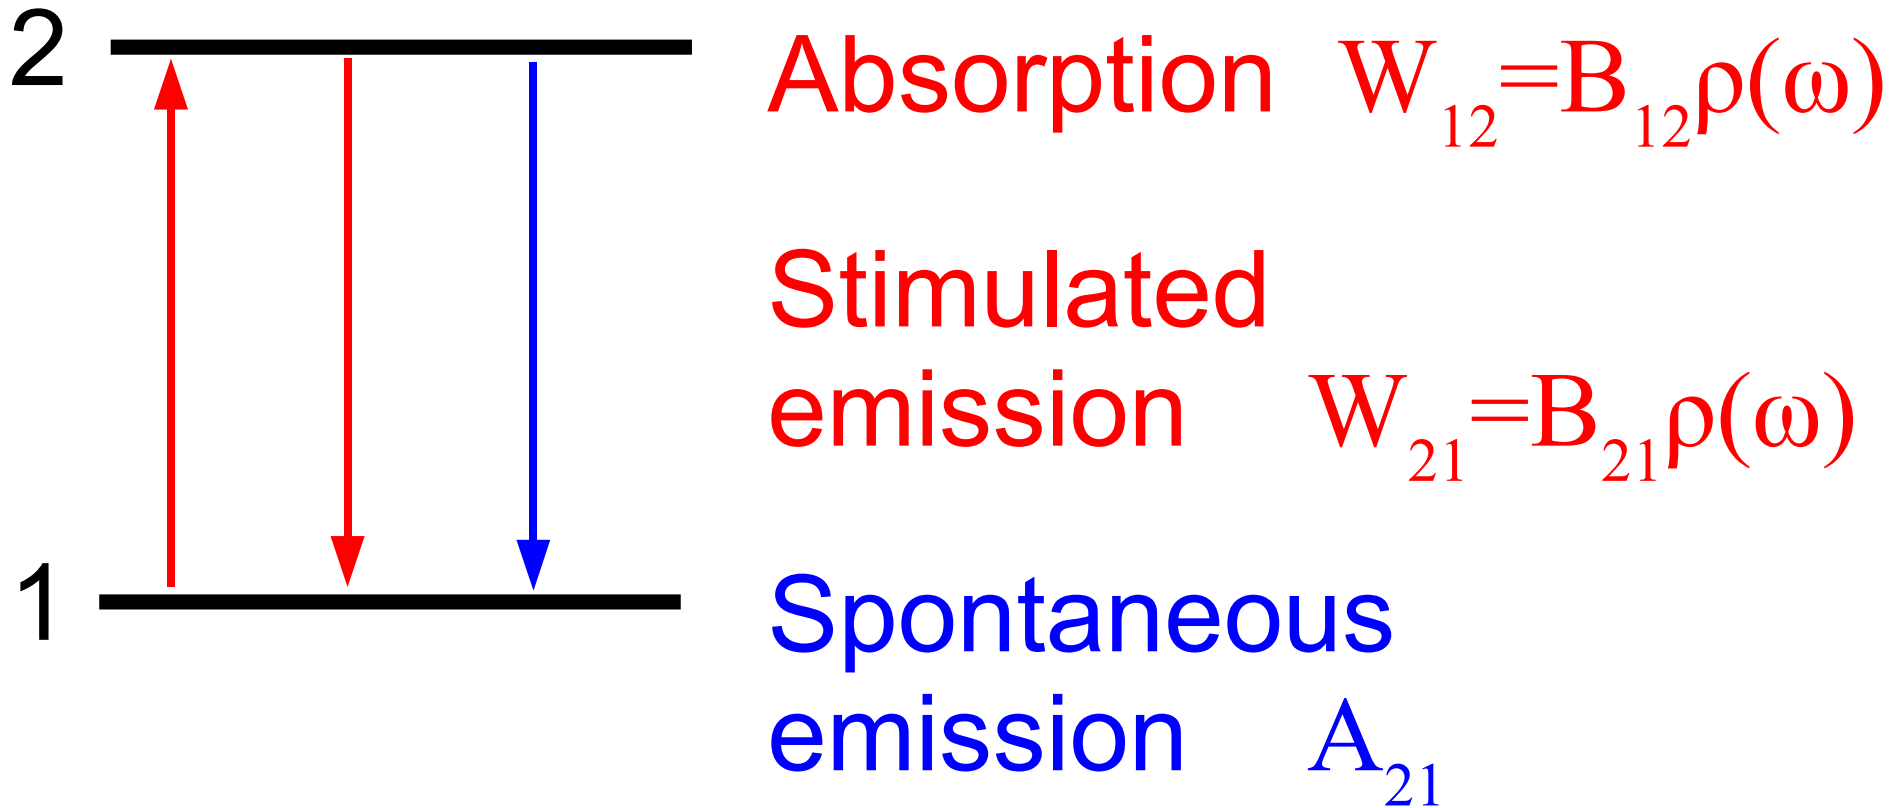 2
Absorption W₁₂=B₁₂ρ(ω)
Stimulated
emission W₂₁=B₂₁ρ(ω)
1
Spontaneous
emission A₂₁